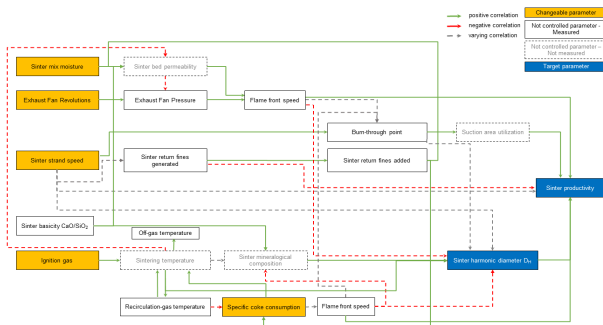 positive correlation
negative correlation
varying correlation
Changeable parameter
Not controlled parameter -
Measured
Not controlled parameter –
Not measured
Target parameter
Sinter mix moisture
Sinter bed permeability
Exhaust Fan Revolutions
Exhaust Fan Pressure
Flame front speed
Burn-through point
Suction area utilization
Sinter strand speed
Sinter return fines
generated
Sinter return fines added
Sinter productivity
Sinter basicity CaO/SiO2
Off-gas temperature
Ignition gas
Sintering temperature
Sinter mineralogical
composition
Sinter harmonic diameter DH
Recirculation-gas temperature
Specific coke consumption
Flame front speed